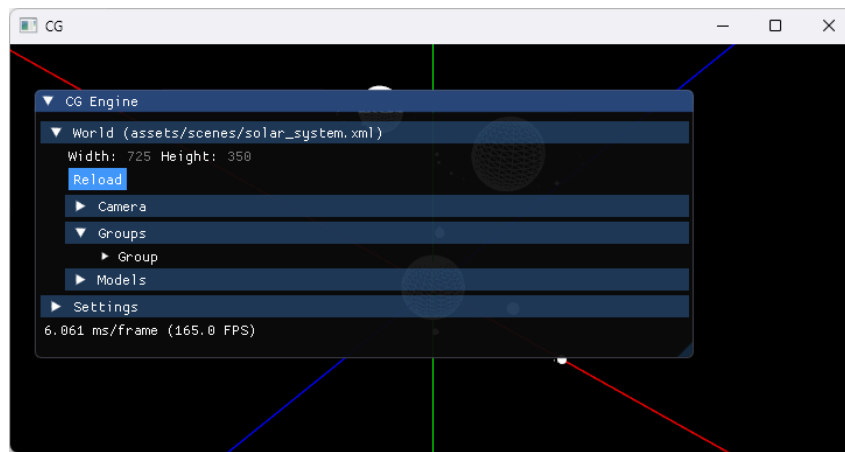 CG
CG Engine
World (assets/scenes/solar_system.xml)
Width: 725 Height: 350
Reload
Camera
Groups
Group
Models
Settings
6.061 ms/frame (165.0 FPS)